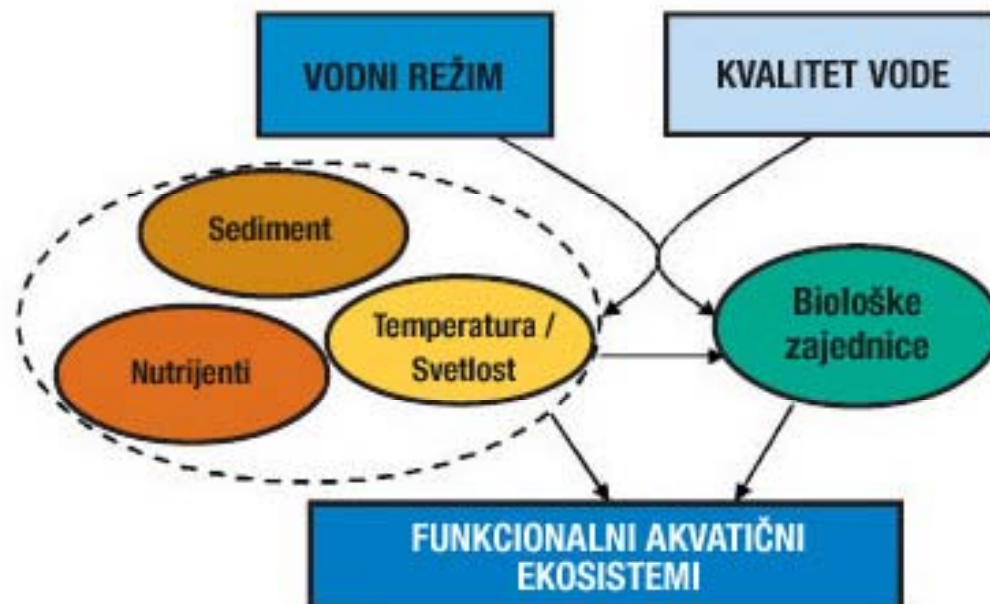 VODNI REŽIM
KVALITET VODE
Sediment
Temperatura /
Svetlost
Nutrijenti
Biološke
zajednice
FUNKCIONALNI AKVATIČNI
EKOSISTEMI